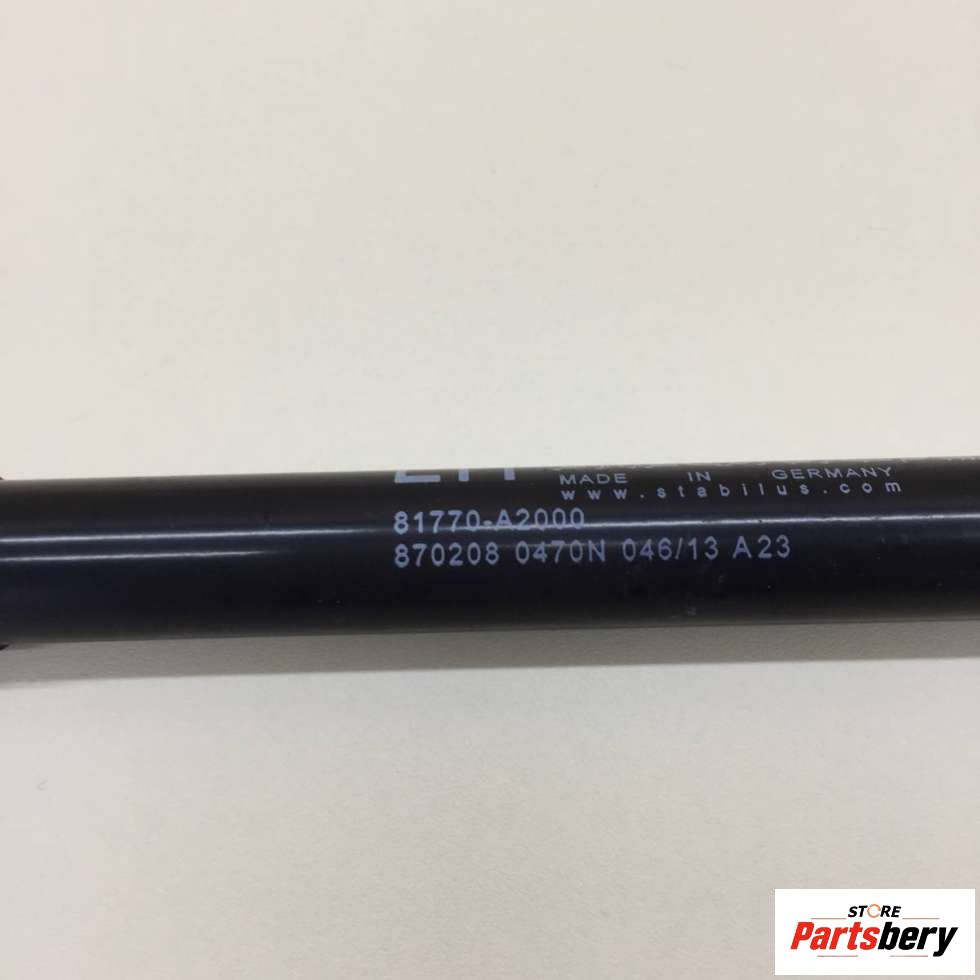 MADE IN GERMANY
www.stabilus.com
81770-A2000
870208 0470N 046/13 A23
STORE
Partsbery